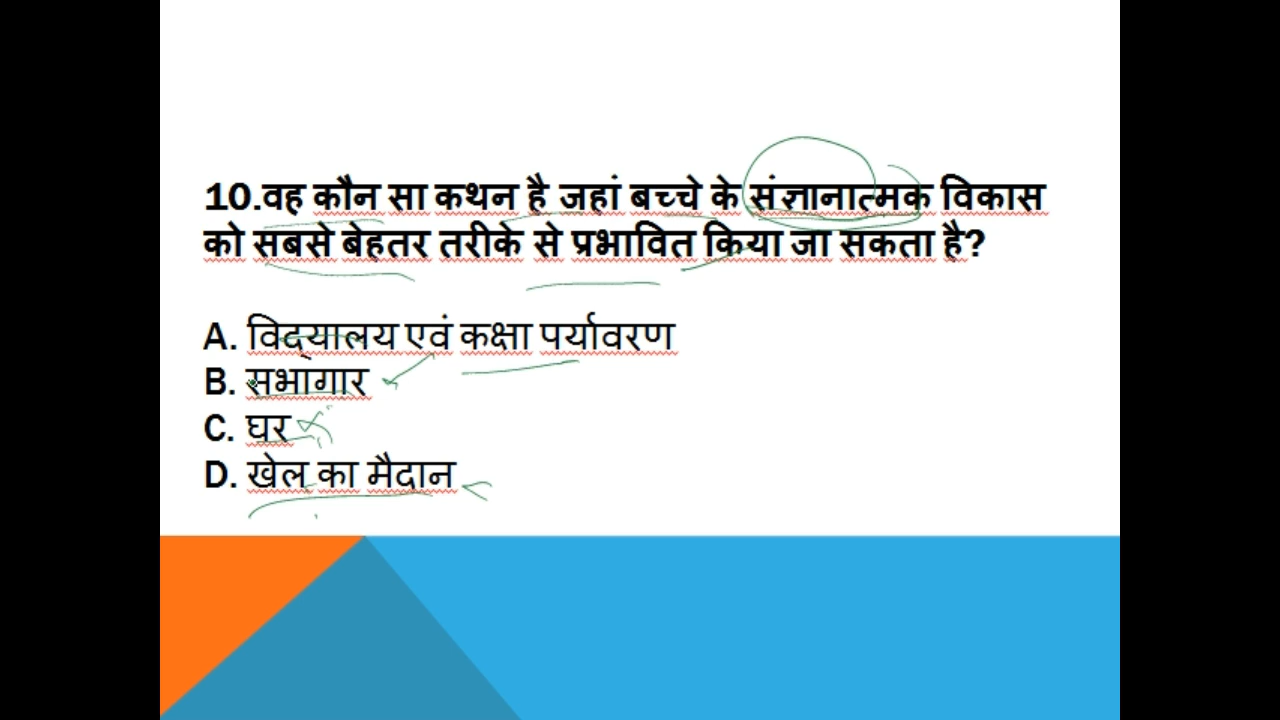 10.वह कौन सा कथन है जहां बच्चे के संज्ञानात्मक विकास
को सबसे बेहतर तरीके से प्रभावित किया जा सकता है?
A. विद्यालय एवं कक्षा पर्यावरण
B. सभागार
C. घर
D. खेल का मैदान